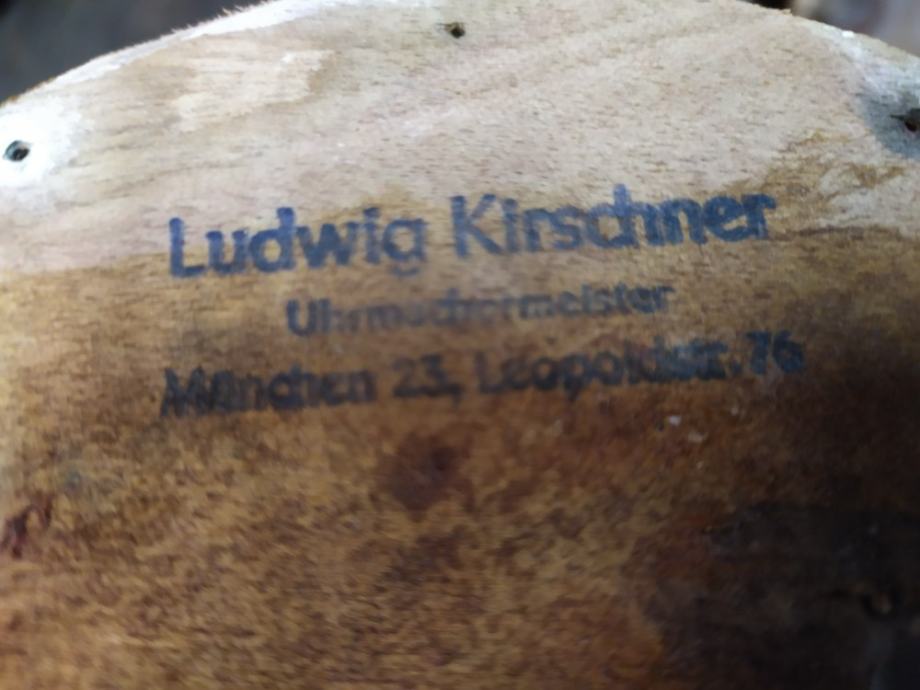 Ludwig Kirschner
Uhrmachermeister
München 23, Leopoldstr. 76